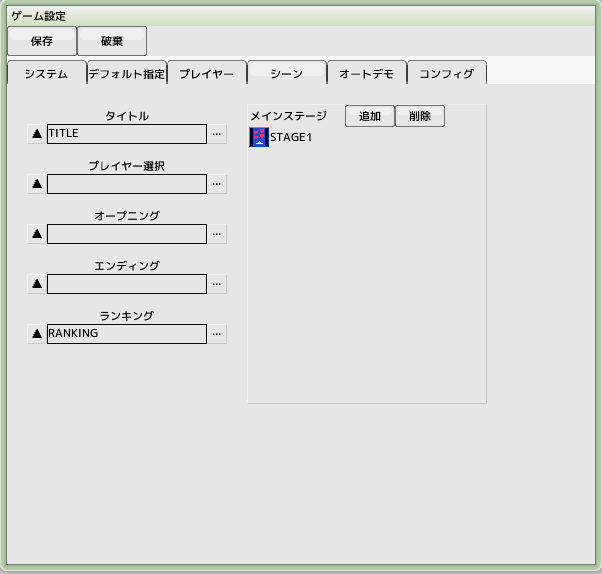 ゲーム設定
保存 破棄
システム デフォルト指定 プレイヤー シーン オートデモ コンフィグ
タイトル
▲ TITLE ...
プレイヤー選択
▲ ...
オープニング
▲ ...
エンディング
▲ ...
ランキング
▲ RANKING ...
メインステージ 追加 削除
STAGE1